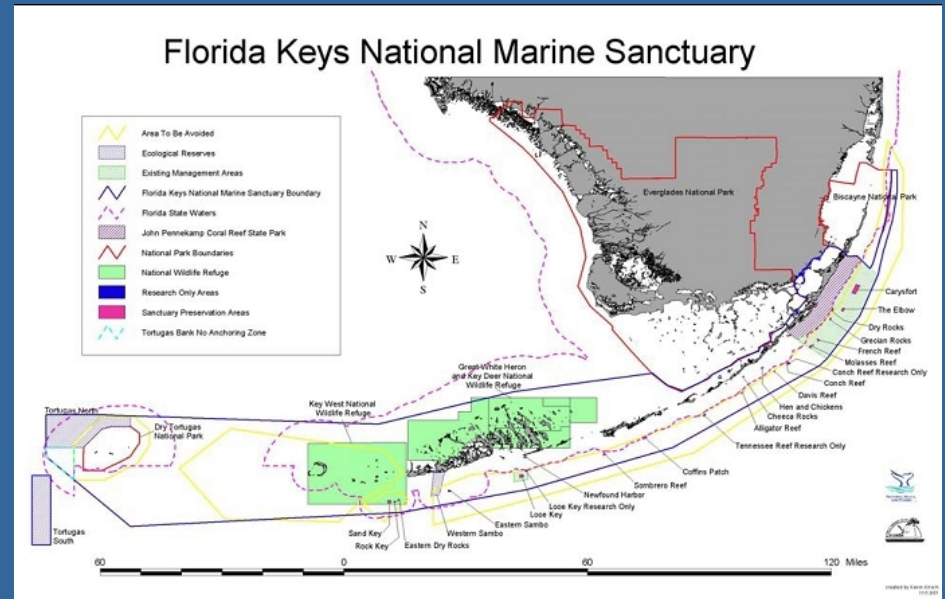 Florida Keys National Marine Sanctuary
Area To Be Avoided
Ecological Reserves
Existing Management Areas
Florida Keys National Marine Sanctuary Boundary
Florida State Waters
John Pennekamp Coral Reef State Park
National Park Boundaries
National Wildlife Refuge
Research Only Areas
Sanctuary Preservation Areas
Tortugas Bank No Anchoring Zone
N
W E
S
Everglades National Park
Biscayne National Park
Carysfort
The Elbow
Dry Rocks
Grecian Rocks
French Reef
Molasses Reef
Conch Reef Research Only
Conch Reef
Davis Reef
Hen and Chickens
Cheeca Rocks
Alligator Reef
Tennessee Reef Research Only
Coffins Patch
Sombrero Reef
Newfound Harbor
Looe Key Research Only
Looe Key
Eastern Sambo
Western Sambo
Eastern Dry Rocks
Rock Key
Sand Key
Great White Heron
and Key Deer National
Wildlife Refuge
Key West National
Wildlife Refuge
Tortugas North
Dry Tortugas
National Park
Tortugas
South
60 0 60 120 Miles